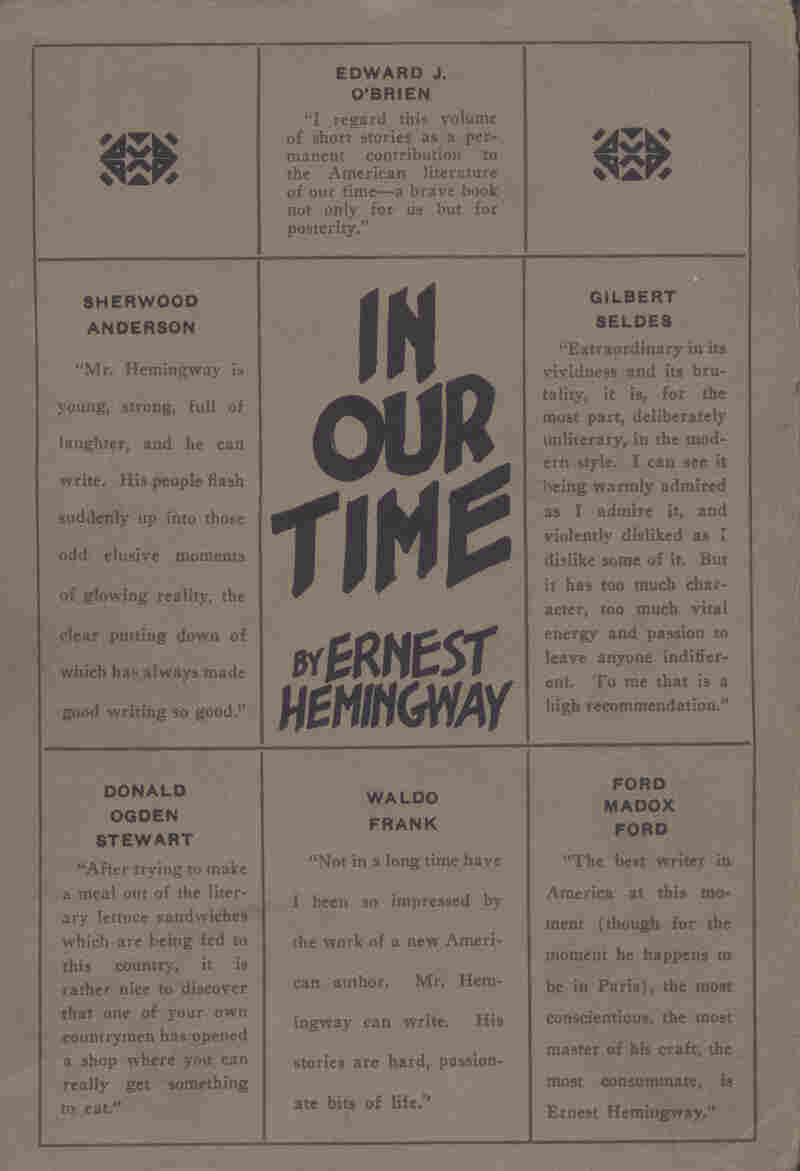 EDWARD J.
O'BRIEN
"I regard this volume
of short stories as a per-
manent contribution to
the American literature
of our time—a brave book
not only for us but for
posterity."
SHERWOOD
ANDERSON
"Mr. Hemingway is
young, strong, full of
laughter, and he can
write. His people flash
suddenly up into those
odd elusive moments
of glowing reality, the
clear putting down of
which has always made
good writing so good."
IN
OUR
TIME
BY ERNEST
HEMINGWAY
GILBERT
SELDES
"Extraordinary in its
vividness and its bru-
tality, it is, for the
most part, deliberately
unliterary, in the mod-
ern style. I can see it
being warmly admired
as I admire it, and
violently disliked as I
dislike some of it. But
it has too much char-
acter, too much vital
energy and passion to
leave anyone indiffer-
ent. To me that is a
high recommendation."
DONALD
OGDEN
STEWART
"After trying to make
a meal out of the liter-
ary lettuce sandwiches
which are being fed to
this country, it is
rather nice to discover
that one of your own
countrymen has opened
a shop where you can
really get something
to eat."
WALDO
FRANK
"Not in a long time have
I been so impressed by
the work of a new Ameri-
can author. Mr. Hem-
ingway can write. His
stories are hard, passion-
ate bits of life."
FORD
MADOX
FORD
"The best writer in
America at this mo-
ment (though for the
moment he happens to
be in Paris), the most
conscientious, the most
master of his craft, the
most consummate, is
Ernest Hemingway."